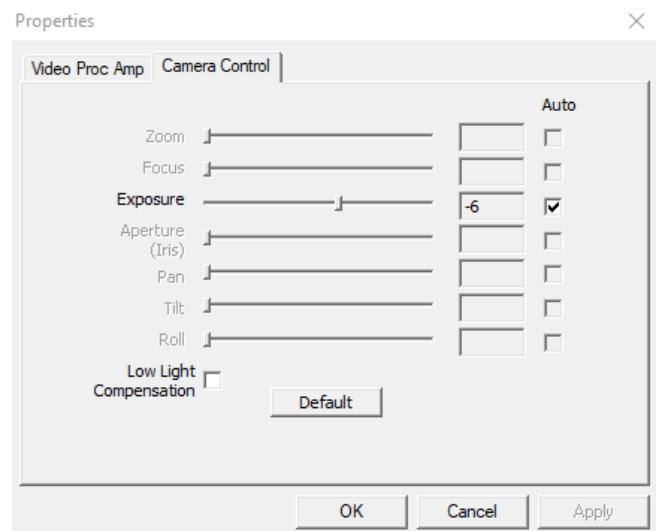 Properties
Video Proc Amp Camera Control
Auto
Zoom
Focus
Exposure -6
Aperture
(Iris)
Pan
Tilt
Roll
Low Light
Compensation
Default
OK Cancel Apply